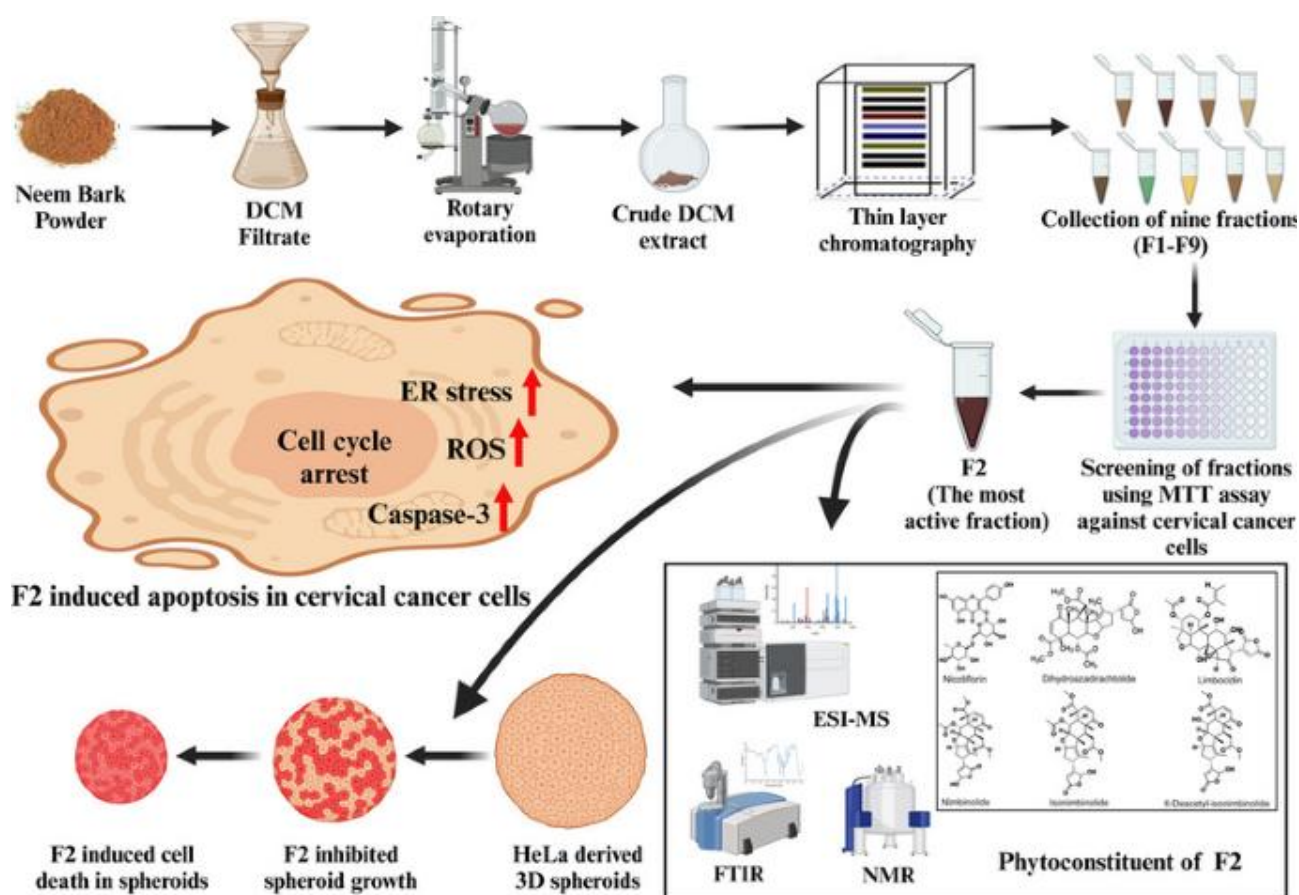 Neem Bark
Powder
DCM
Filtrate
Rotary
evaporation
Crude DCM
extract
Thin layer
chromatography
Collection of nine fractions
(F1-F9)
ER stress
ROS
Caspase-3
Cell cycle
arrest
F2 induced apoptosis in cervical cancer cells
F2
(The most
active fraction)
Screening of fractions
using MTT assay
against cervical cancer
cells
F2 induced cell
death in spheroids
F2 inhibited
spheroid growth
HeLa derived
3D spheroids
ESI-MS
FTIR
NMR
Nicotiflorin
Limbocidin
Nimbinolide
Isonimbinolide
6-Deacetyl-isonimbinolide
Phytoconstituent of F2